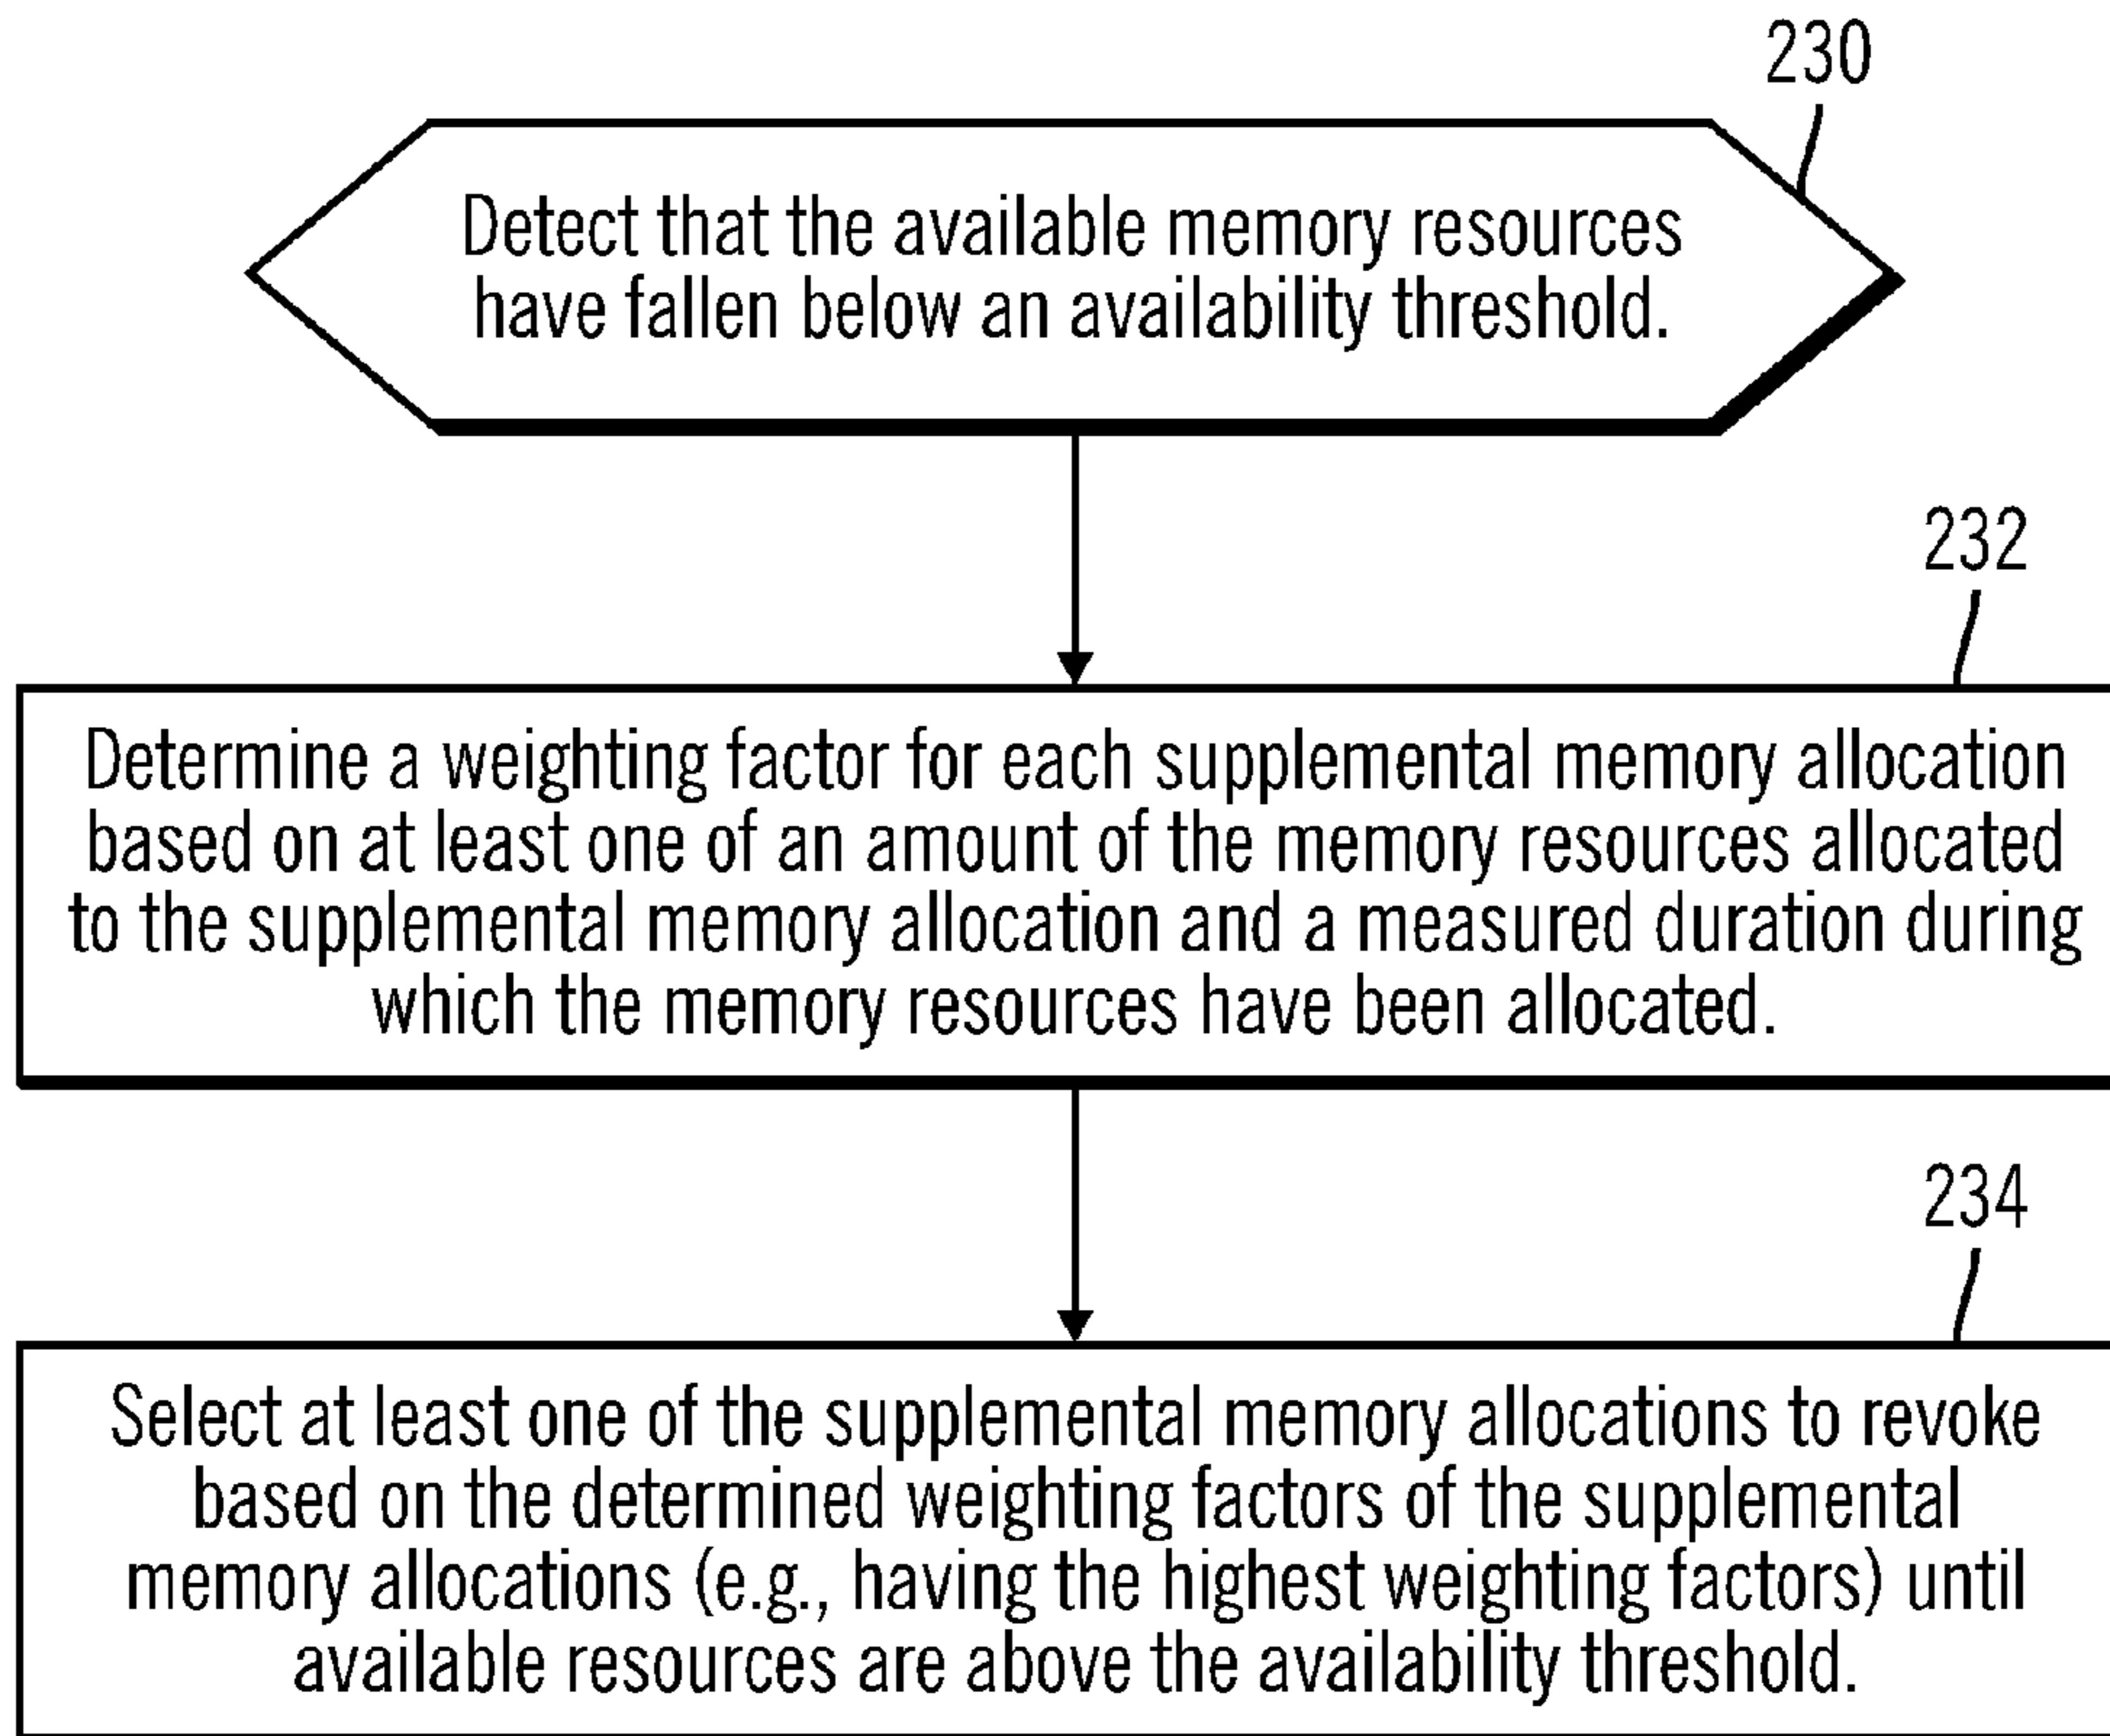 230
Detect that the available memory resources
have fallen below an availability threshold.
232
Determine a weighting factor for each supplemental memory allocation
based on at least one of an amount of the memory resources allocated
to the supplemental memory allocation and a measured duration during
which the memory resources have been allocated.
234
Select at least one of the supplemental memory allocations to revoke
based on the determined weighting factors of the supplemental
memory allocations (e.g., having the highest weighting factors) until
available resources are above the availability threshold.